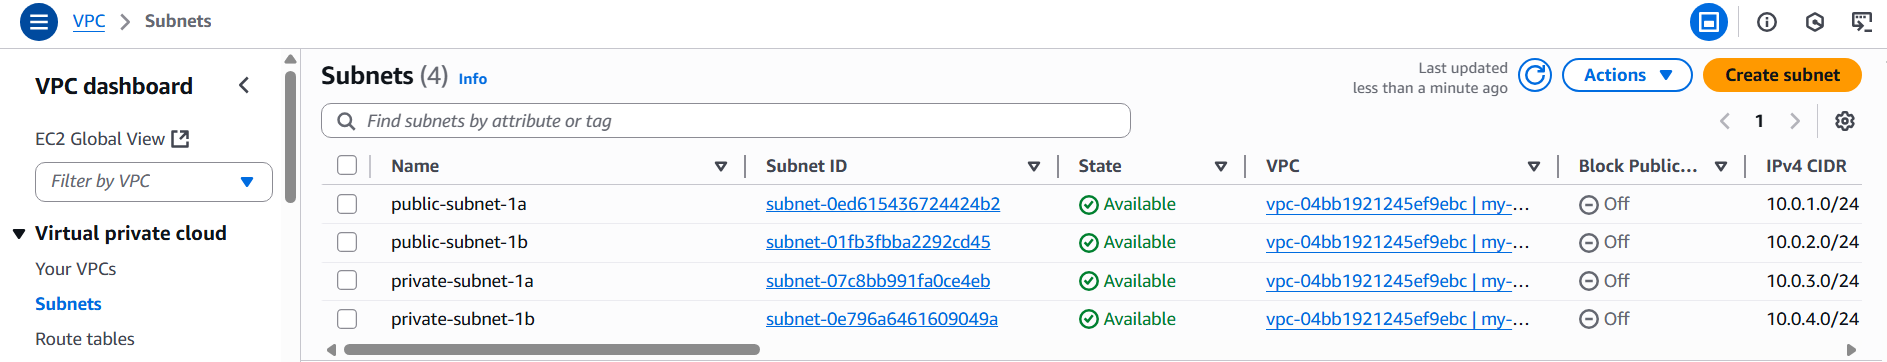 VPC > Subnets
VPC dashboard
EC2 Global View
Filter by VPC
Virtual private cloud
Your VPCs
Subnets
Route tables
Subnets (4) Info
Last updated
less than a minute ago
Actions
Create subnet
Find subnets by attribute or tag
1
Name Subnet ID State VPC Block Public... IPv4 CIDR
public-subnet-1a subnet-0ed615436724424b2 Available vpc-04bb1921245ef9ebc | my-... Off 10.0.1.0/24
public-subnet-1b subnet-01fb3fbba2292cd45 Available vpc-04bb1921245ef9ebc | my-... Off 10.0.2.0/24
private-subnet-1a subnet-07c8bb991fa0ce4eb Available vpc-04bb1921245ef9ebc | my-... Off 10.0.3.0/24
private-subnet-1b subnet-0e796a6461609049a Available vpc-04bb1921245ef9ebc | my-... Off 10.0.4.0/24